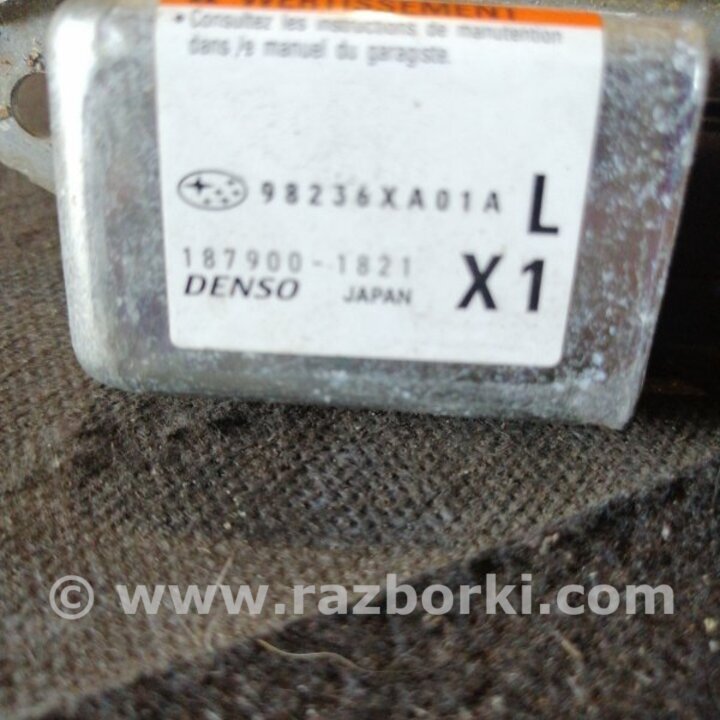 AVERTISSEMENT
• Consultez les instructions de manutention
dans le manuel du garagiste.
98236XA01A L
187900-1821
DENSO JAPAN X1
© www.razborki.com